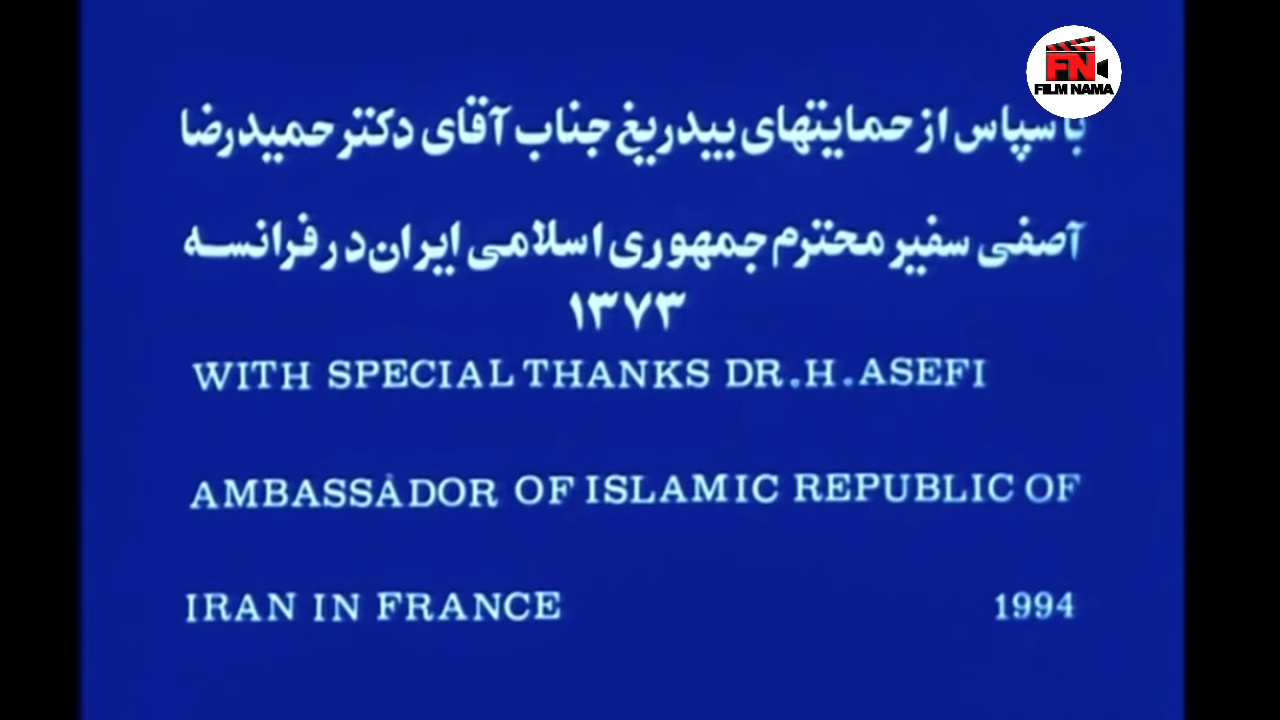 FN
FILM NAMA
با سپاس از حمایتهای بیدریغ جناب آقای دکتر حمیدرضا
آصفی سفیر محترم جمهوری اسلامی ایران در فرانسه
۱۳۷۳
WITH SPECIAL THANKS DR.H.ASEFI
AMBASSADOR OF ISLAMIC REPUBLIC OF
IRAN IN FRANCE 1994